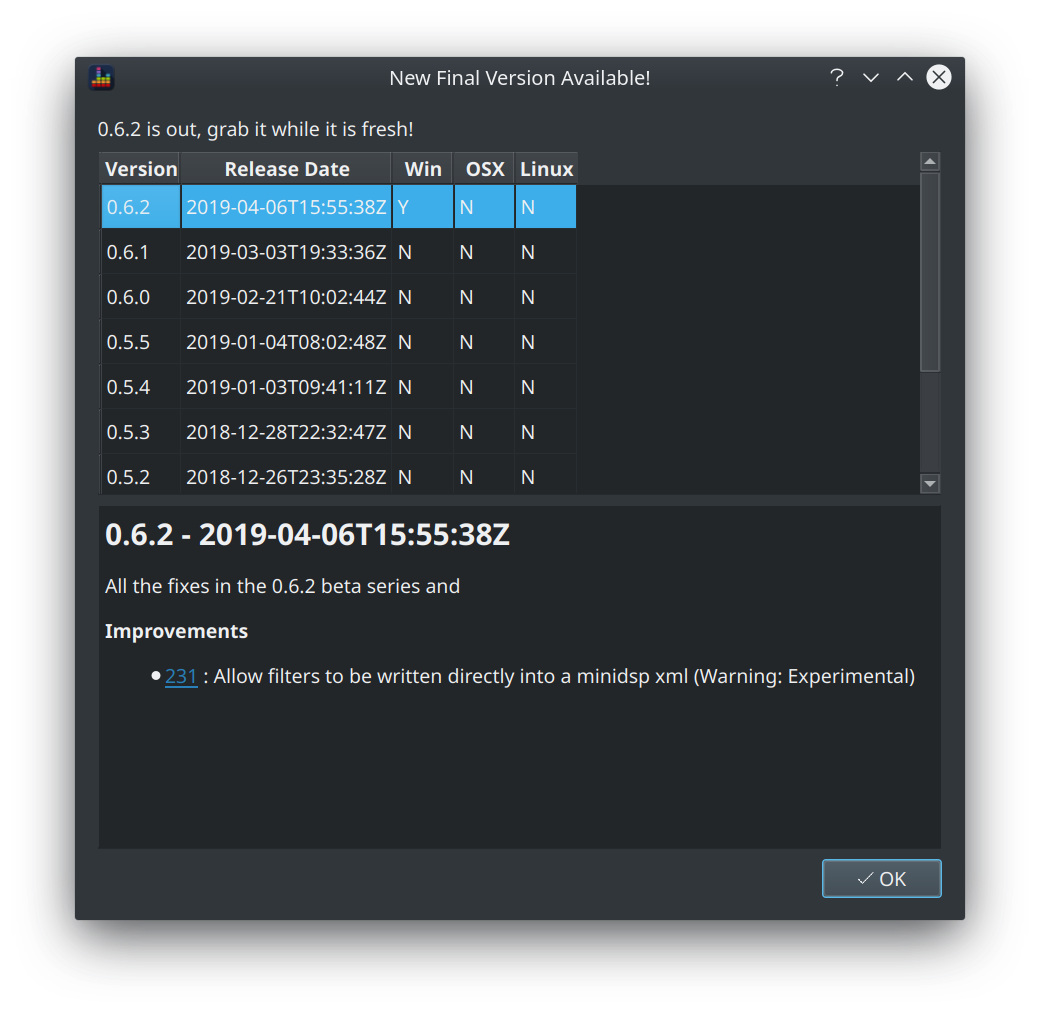 New Final Version Available!
0.6.2 is out, grab it while it is fresh!
Version Release Date Win OSX Linux
0.6.2 2019-04-06T15:55:38Z Y N N
0.6.1 2019-03-03T19:33:36Z N N N
0.6.0 2019-02-21T10:02:44Z N N N
0.5.5 2019-01-04T08:02:48Z N N N
0.5.4 2019-01-03T09:41:11Z N N N
0.5.3 2018-12-28T22:32:47Z N N N
0.5.2 2018-12-26T23:35:28Z N N N
0.6.2 - 2019-04-06T15:55:38Z
All the fixes in the 0.6.2 beta series and
Improvements
• 231 : Allow filters to be written directly into a minidsp xml (Warning: Experimental)
OK